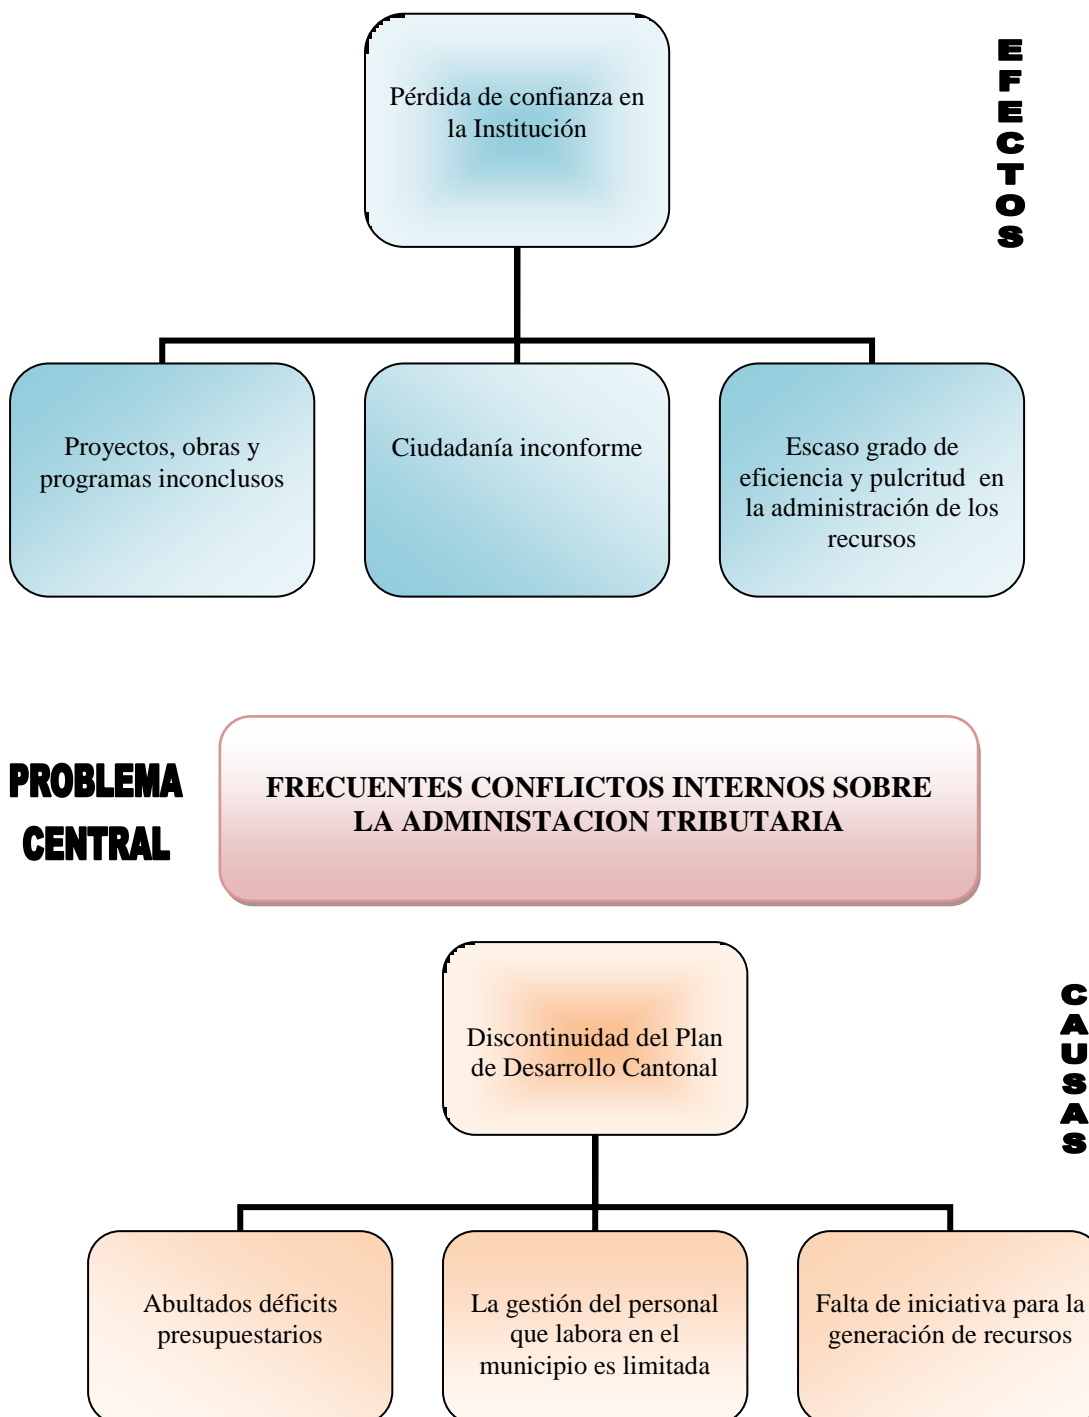 Pérdida de confianza en
la Institución
EFECTOS
Proyectos, obras y
programas inconclusos
Ciudadanía inconforme
Escaso grado de
eficiencia y pulcritud en
la administración de los
recursos
PROBLEMA
CENTRAL
FRECUENTES CONFLICTOS INTERNOS SOBRE
LA ADMINISTACION TRIBUTARIA
Discontinuidad del Plan
de Desarrollo Cantonal
CAUSAS
Abultados déficits
presupuestarios
La gestión del personal
que labora en el
municipio es limitada
Falta de iniciativa para la
generación de recursos